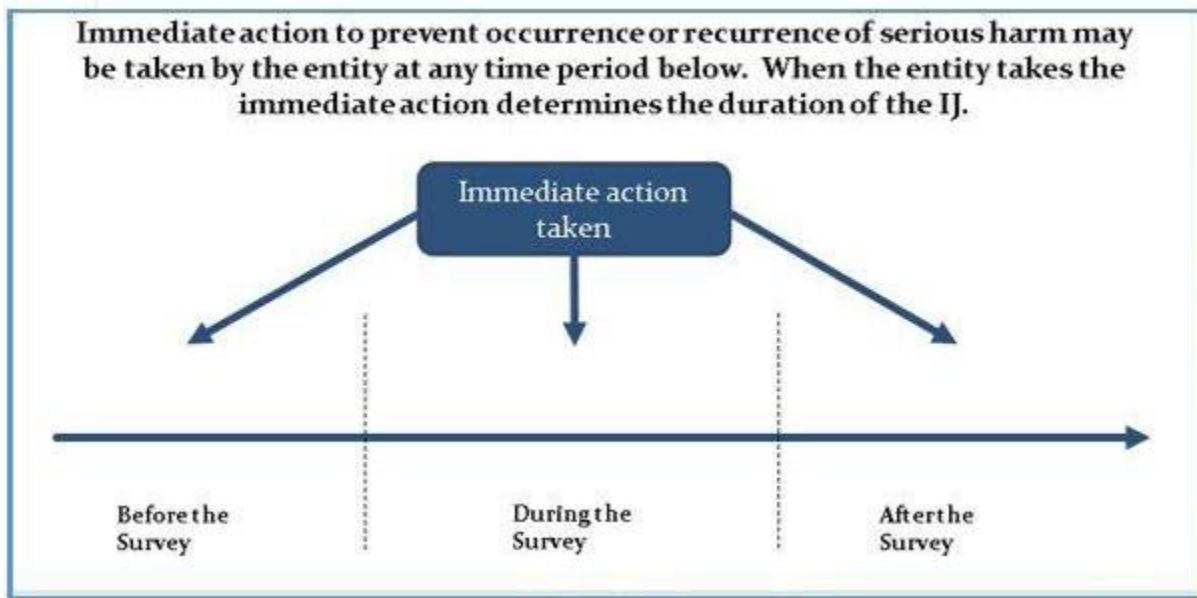 Immediate action to prevent occurrence or recurrence of serious harm may
be taken by the entity at any time period below. When the entity takes the
immediate action determines the duration of the IJ.
Immediate action
taken
Before the
Survey
During the
Survey
After the
Survey